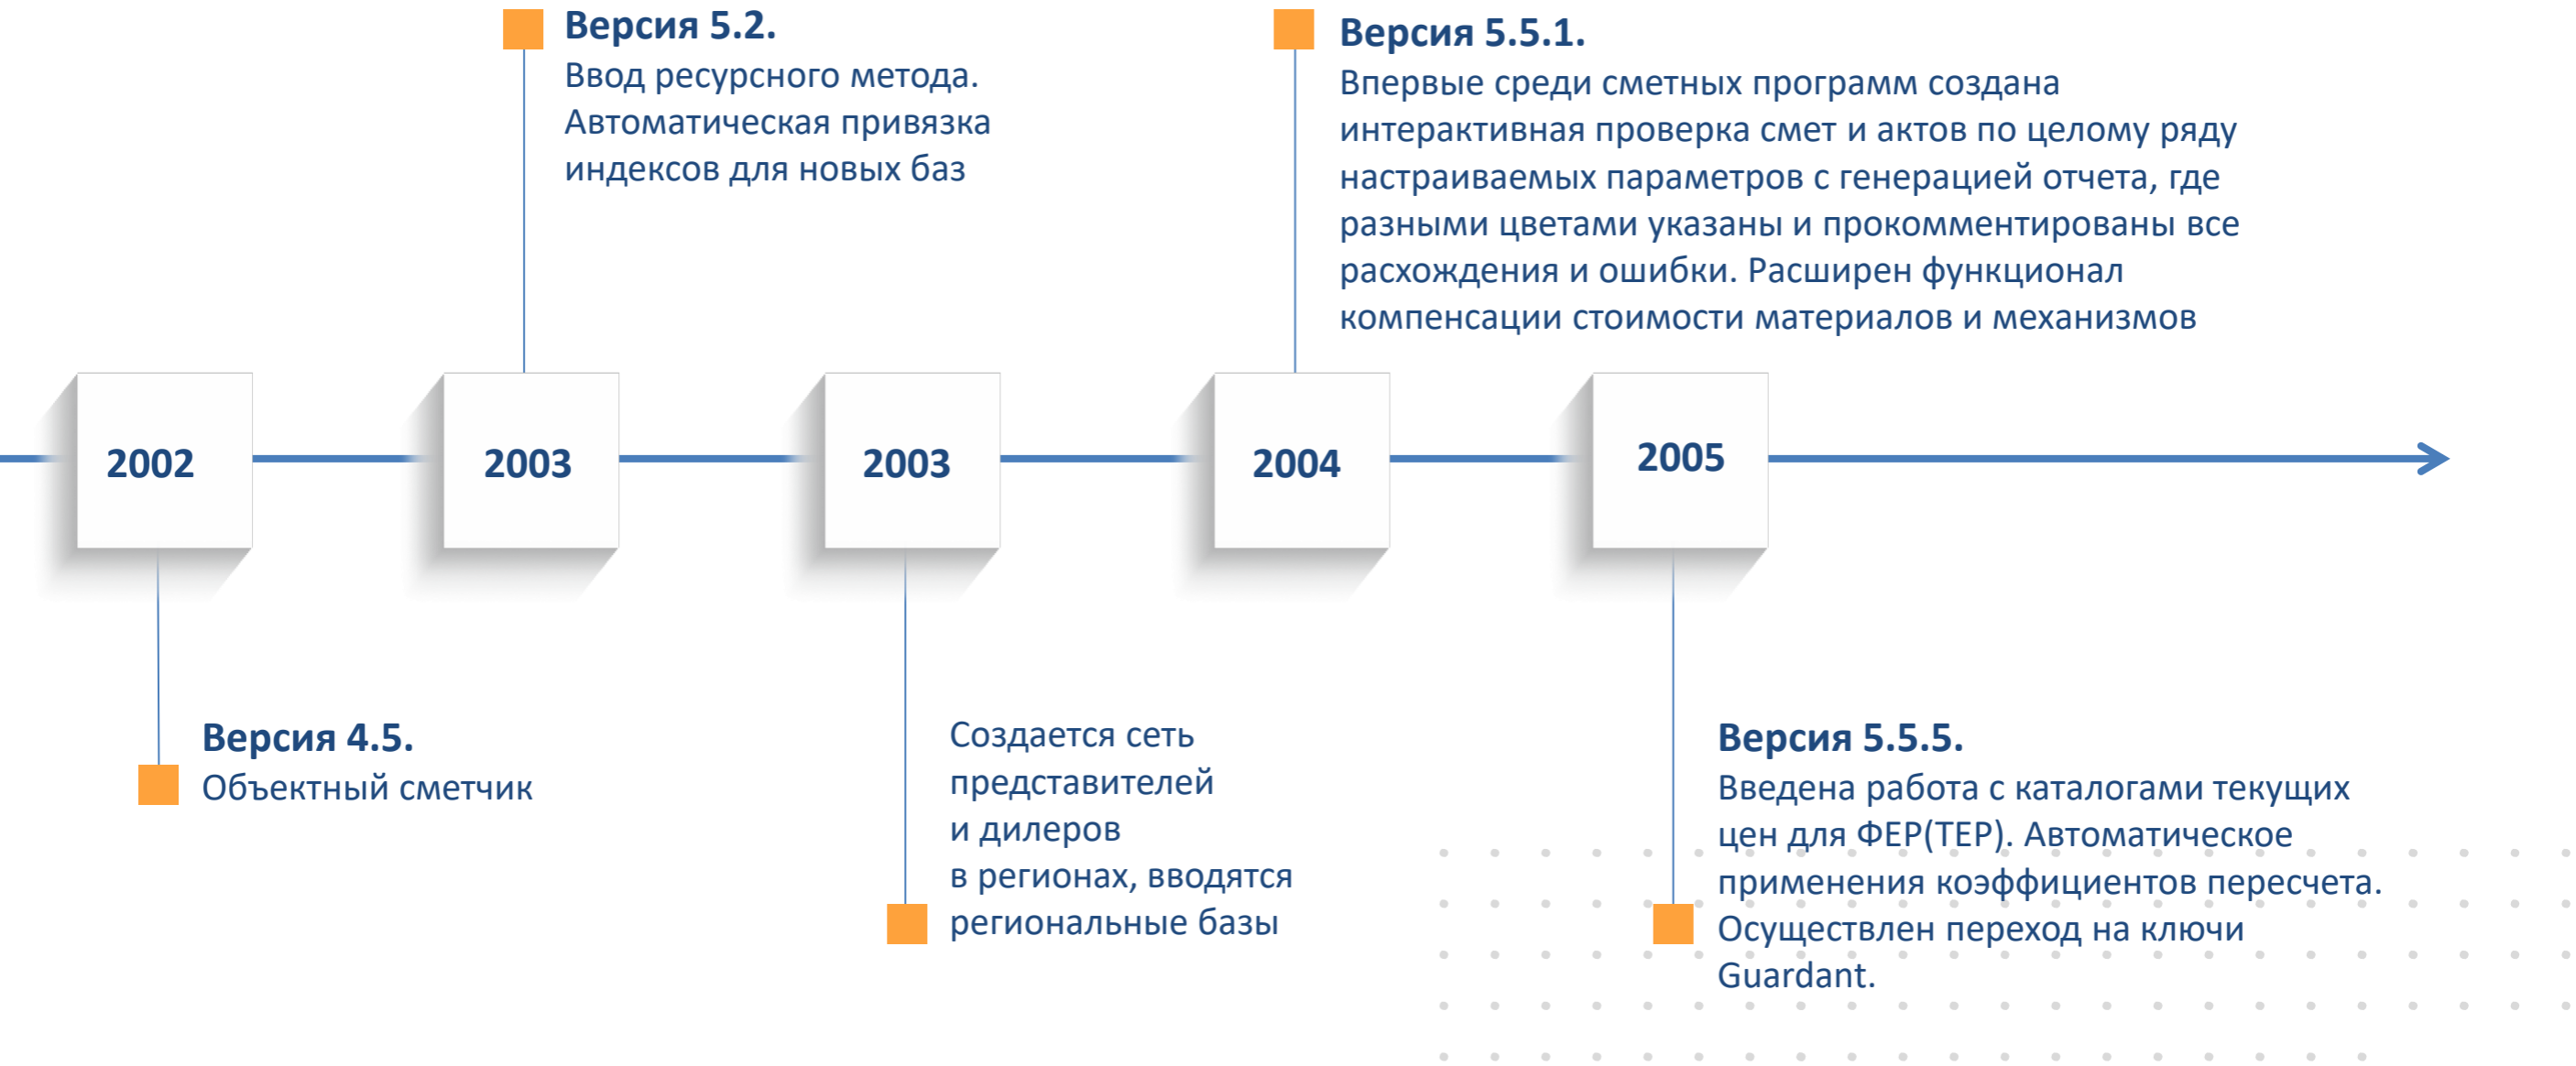 Версия 5.2.
Ввод ресурсного метода.
Автоматическая привязка
индексов для новых баз
Версия 5.5.1.
Впервые среди сметных программ создана
интерактивная проверка смет и актов по целому ряду
настраиваемых параметров с генерацией отчета, где
разными цветами указаны и прокомментированы все
расхождения и ошибки. Расширен функционал
компенсации стоимости материалов и механизмов
2002
2003
2003
2004
2005
Версия 4.5.
Объектный сметчик
Создается сеть
представителей
и дилеров
в регионах, вводятся
региональные базы
Версия 5.5.5.
Введена работа с каталогами текущих
цен для ФЕР(ТЕР). Автоматическое
применения коэффициентов пересчета.
Осуществлен переход на ключи
Guardant.